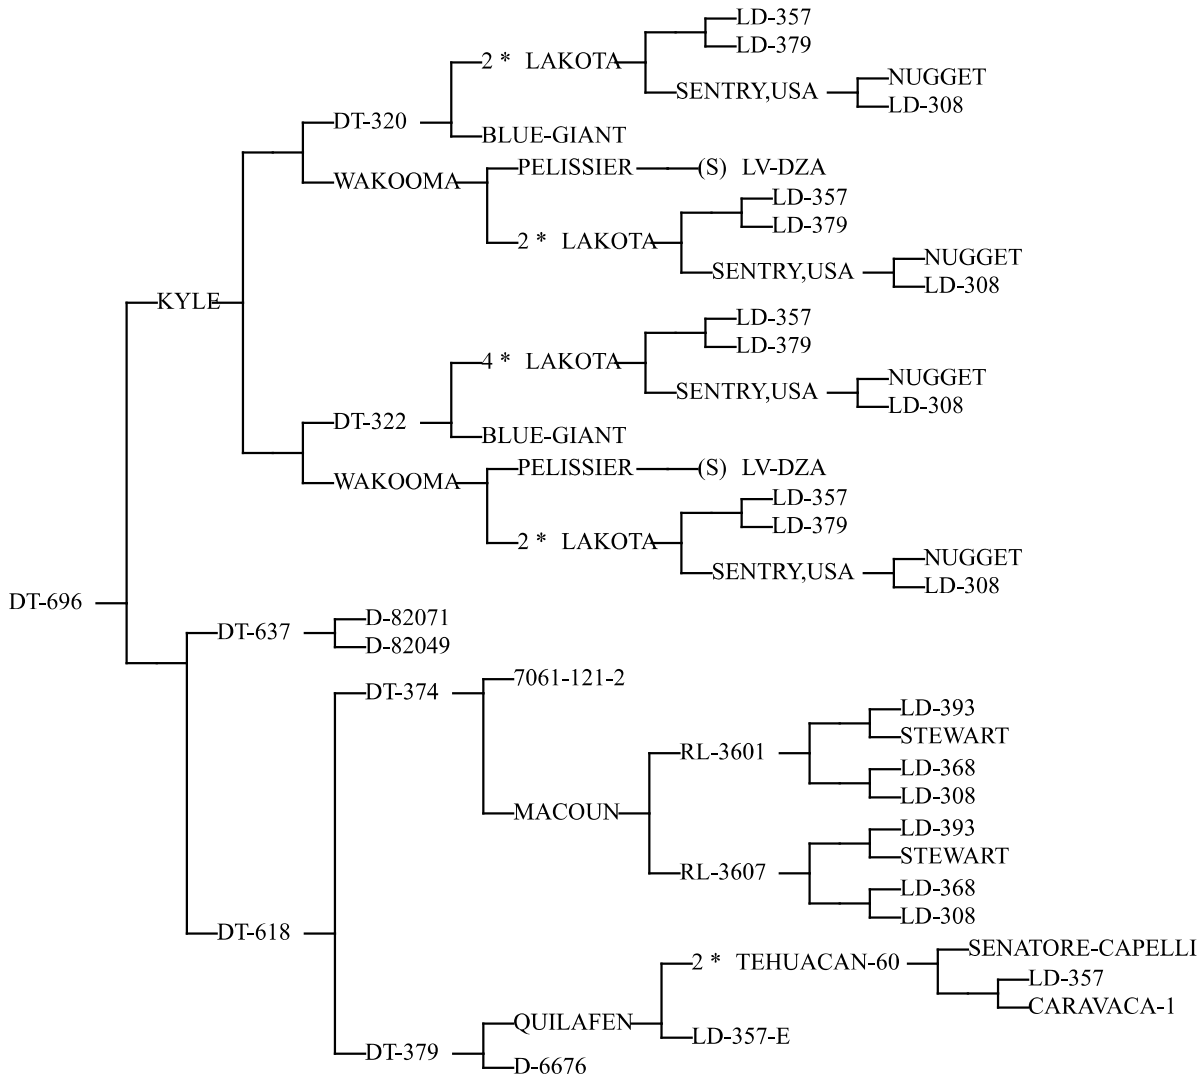 LD-357
LD-379
2 * LAKOTA
SENTRY,USA
NUGGET
LD-308
DT-320
BLUE-GIANT
WAKOOMA
PELISSIER
(S) LV-DZA
LD-357
LD-379
2 * LAKOTA
SENTRY,USA
NUGGET
LD-308
KYLE
LD-357
LD-379
4 * LAKOTA
SENTRY,USA
NUGGET
LD-308
DT-322
BLUE-GIANT
WAKOOMA
PELISSIER
(S) LV-DZA
LD-357
LD-379
2 * LAKOTA
SENTRY,USA
NUGGET
LD-308
DT-696
DT-637
D-82071
D-82049
DT-374
7061-121-2
LD-393
STEWART
RL-3601
LD-368
LD-308
MACOUN
LD-393
STEWART
RL-3607
LD-368
LD-308
DT-618
SENATORE-CAPELLI
2 * TEHUACAN-60
LD-357
CARAVACA-1
QUILAFEN
LD-357-E
DT-379
D-6676